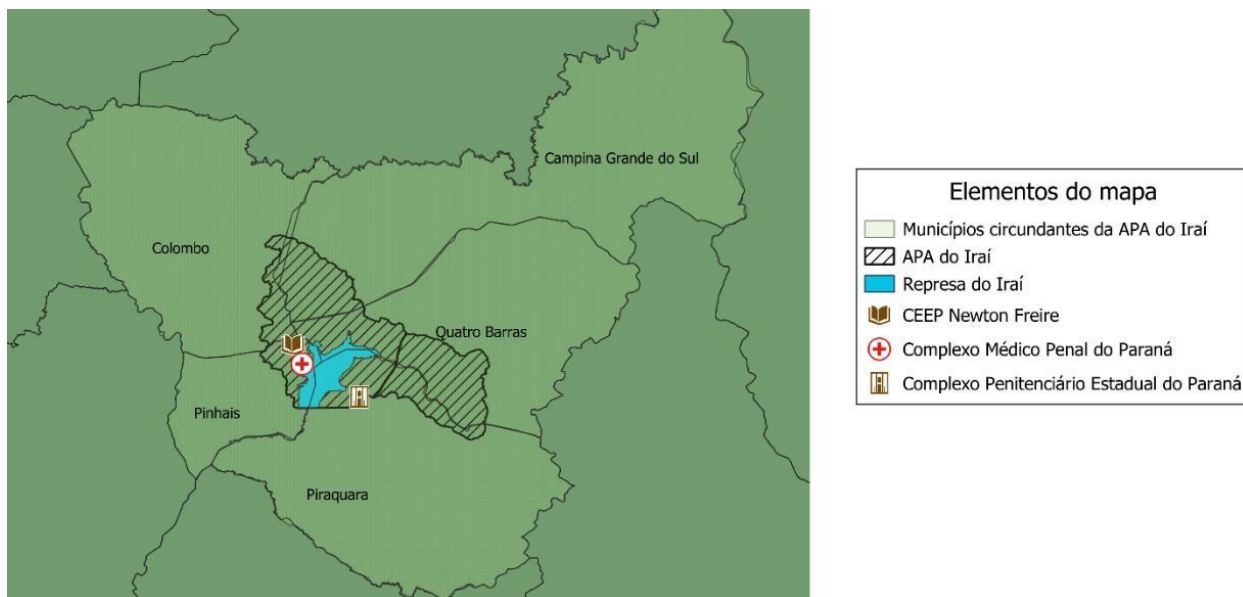 Campina Grande do Sul
Colombo
Quatro Barras
Pinhais
Piraquara
Elementos do mapa
Municípios circundantes da APA do Iraí
APA do Iraí
Represa do Iraí
CEEP Newton Freire
Complexo Médico Penal do Paraná
Complexo Penitenciário Estadual do Paraná